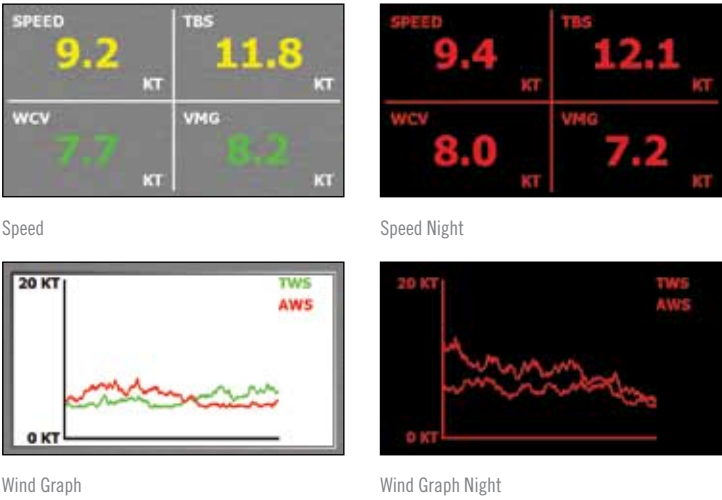 SPEED
9.2
KT
TBS
11.8
KT
WCV
7.7
KT
VMG
8.2
KT
Speed
SPEED
9.4
KT
TBS
12.1
KT
WCV
8.0
KT
VMG
7.2
KT
Speed Night
20 KT
TWS
AWS
0 KT
Wind Graph
20 KT
TWS
AWS
0 KT
Wind Graph Night